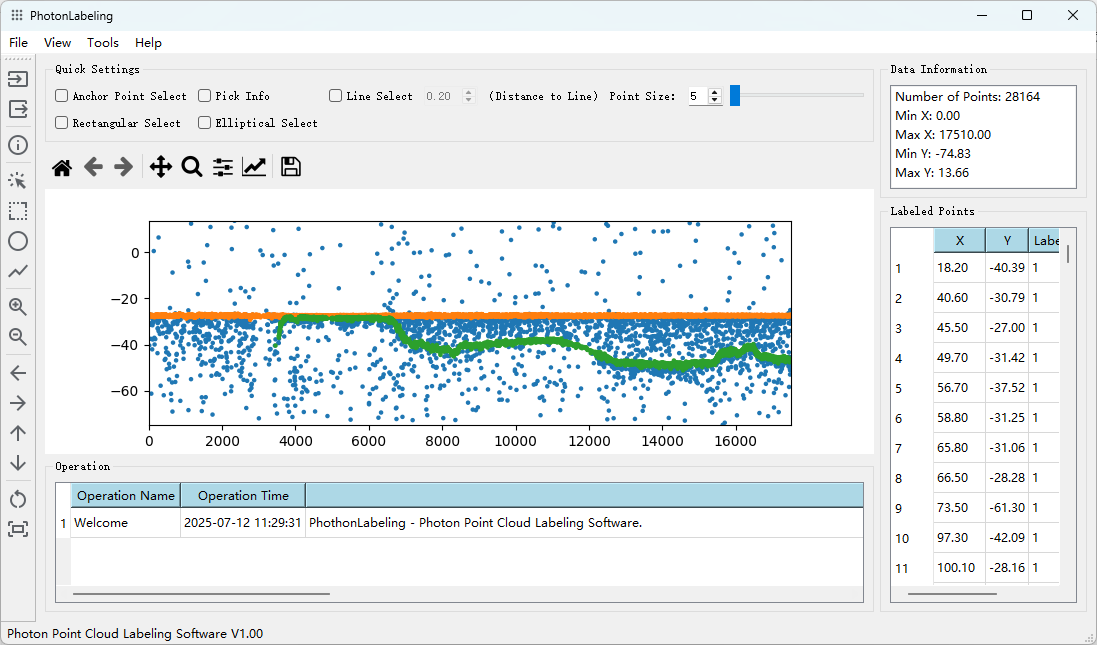 PhotonLabeling
File View Tools Help
Quick Settings
Anchor Point Select Pick Info Line Select 0.20 (Distance to Line) Point Size: 5
Rectangular Select Elliptical Select
0
−20
−40
−60
0 2000 4000 6000 8000 10000 12000 14000 16000
Operation
Operation Name Operation Time
1 Welcome 2025-07-12 11:29:31 PhothonLabeling - Photon Point Cloud Labeling Software.
Data Information
Number of Points: 28164
Min X: 0.00
Max X: 17510.00
Min Y: -74.83
Max Y: 13.66
Labeled Points
X Y Labe
1 18.20 -40.39 1
2 40.60 -30.79 1
3 45.50 -27.00 1
4 49.70 -31.42 1
5 56.70 -37.52 1
6 58.80 -31.25 1
7 65.80 -31.06 1
8 66.50 -28.28 1
9 73.50 -61.30 1
10 97.30 -42.09 1
11 100.10 -28.16 1
Photon Point Cloud Labeling Software V1.00